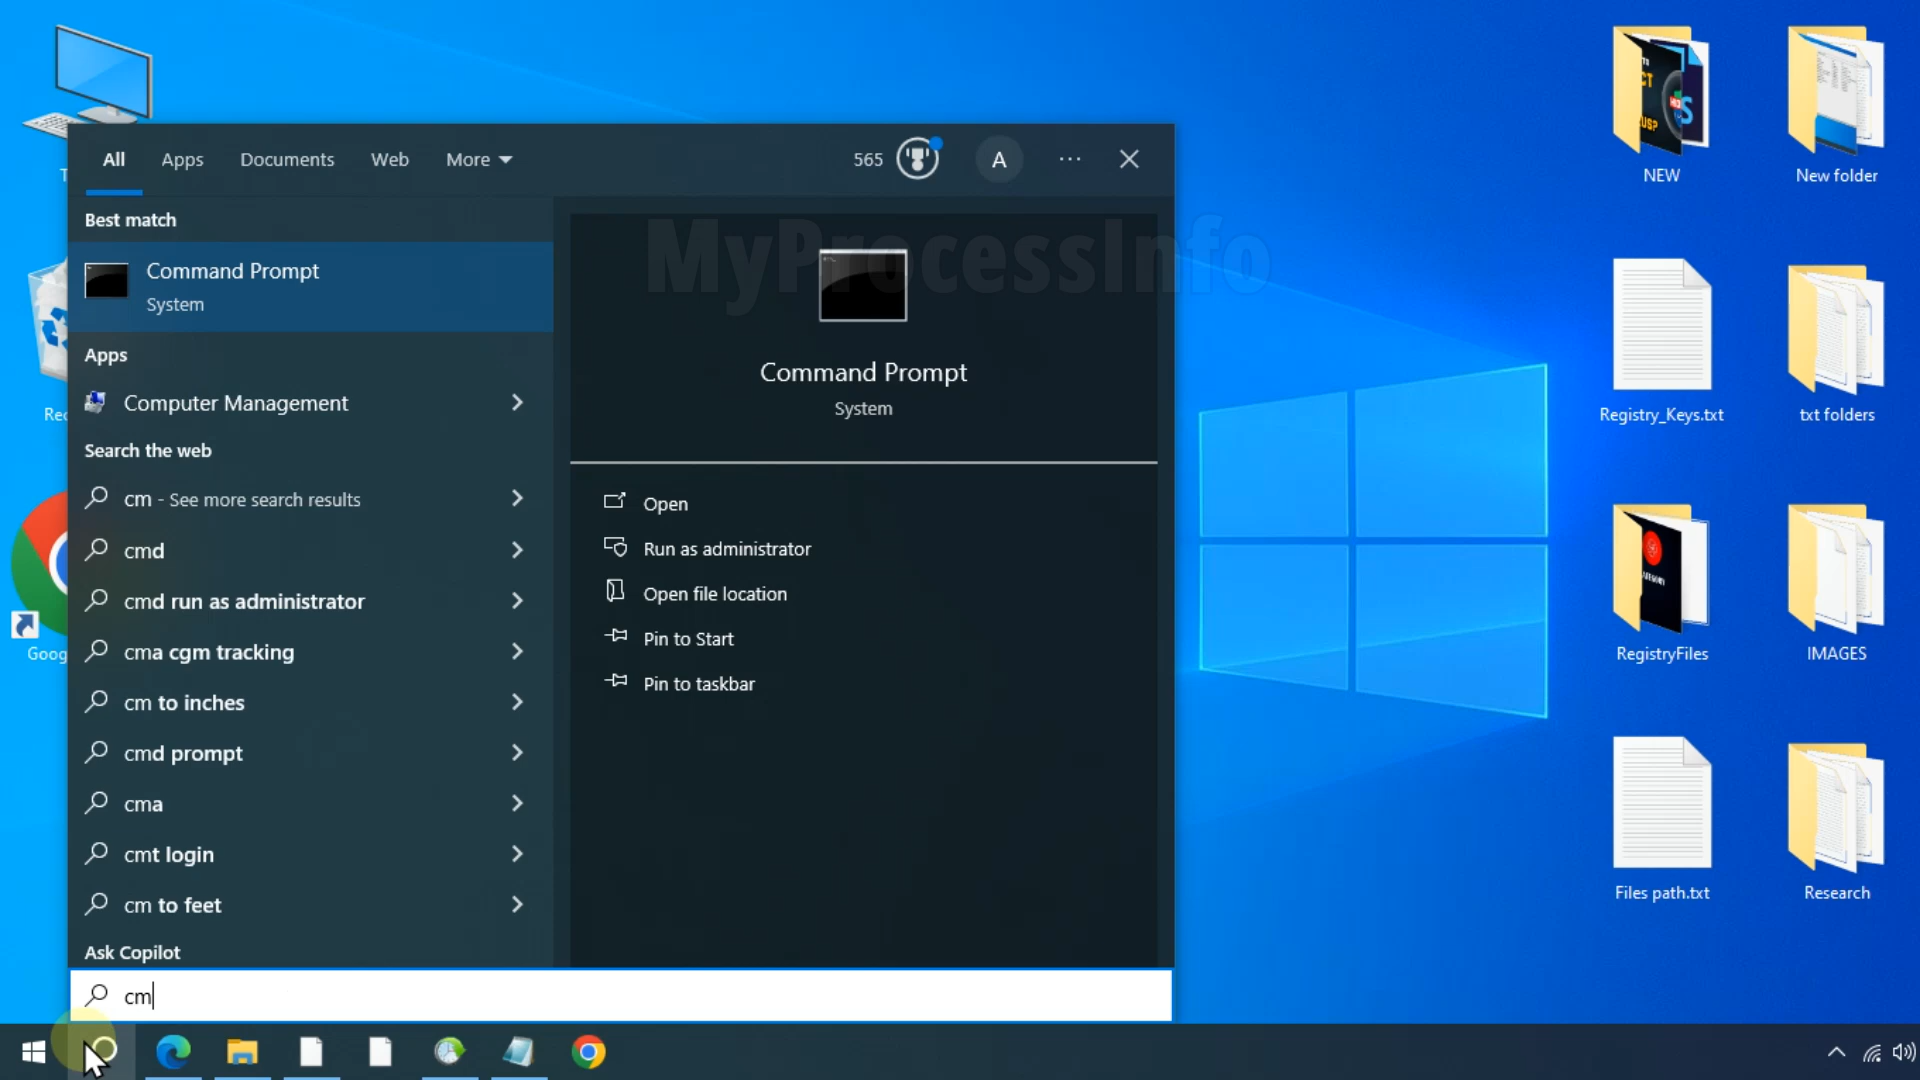 All
Apps
Documents
Web
More
565
A
Best match
Command Prompt
System
Apps
Computer Management
Search the web
cm - See more search results
cmd
cmd run as administrator
cma cgm tracking
cm to inches
cmd prompt
cma
cmt login
cm to feet
Ask Copilot
cm
MyProcessInfo
Command Prompt
System
Open
Run as administrator
Open file location
Pin to Start
Pin to taskbar
Rec
Goog
NEW
New folder
Registry_Keys.txt
txt folders
RegistryFiles
IMAGES
Files path.txt
Research